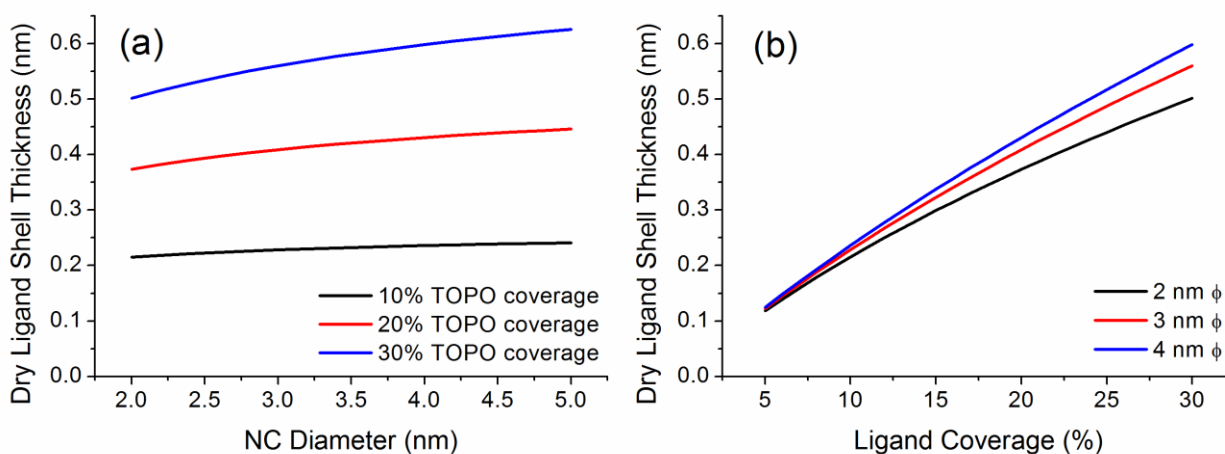 (a)
Dry Ligand Shell Thickness (nm)
0.6
0.5
0.4
0.3
0.2
0.1
0.0
10% TOPO coverage
20% TOPO coverage
30% TOPO coverage
2.0 2.5 3.0 3.5 4.0 4.5 5.0
NC Diameter (nm)
(b)
Dry Ligand Shell Thickness (nm)
0.6
0.5
0.4
0.3
0.2
0.1
0.0
2 nm ϕ
3 nm ϕ
4 nm ϕ
5 10 15 20 25 30
Ligand Coverage (%)